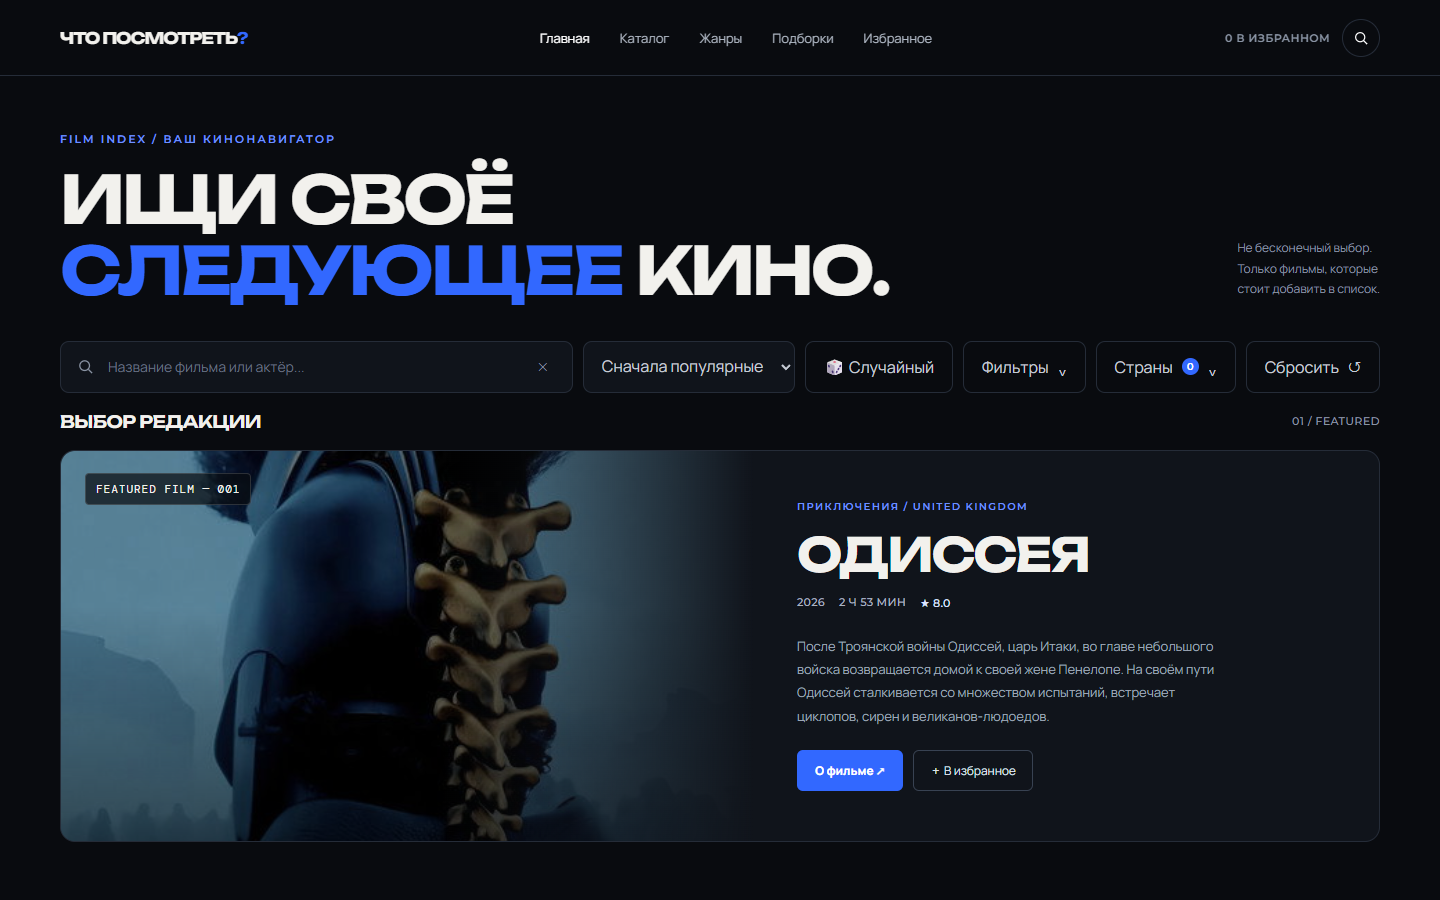 ЧТО ПОСМОТРЕТЬ?
Главная
Каталог
Жанры
Подборки
Избранное
0 В ИЗБРАННОМ
FILM INDEX / ВАШ КИНОНАВИГАТОР
ИЩИ СВОЁ
СЛЕДУЮЩЕЕ КИНО.
Не бесконечный выбор.
Только фильмы, которые
стоит добавить в список.
Название фильма или актёр...
Сначала популярные
Случайный
Фильтры
Страны 0
Сбросить
ВЫБОР РЕДАКЦИИ
01 / FEATURED
FEATURED FILM — 001
ПРИКЛЮЧЕНИЯ / UNITED KINGDOM
ОДИССЕЯ
2026 2 Ч 53 МИН ★ 8.0
После Троянской войны Одиссей, царь Итаки, во главе небольшого
войска возвращается домой к своей жене Пенелопе. На своём пути
Одиссей сталкивается со множеством испытаний, встречает
циклопов, сирен и великанов-людоедов.
О фильме ↗
+ В избранное